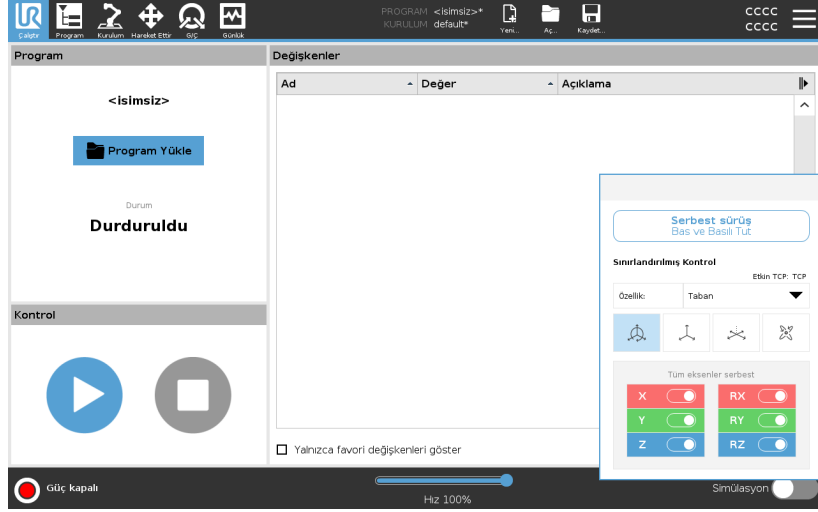 UR
Çalıştır
Program
Kurulum
Hareket Ettir
G/Ç
Günlük
PROGRAM <isimsiz>*
KURULUM default*
Yeni...
Aç...
Kaydet...
CCCC
CCCC
Program
<isimsiz>
Program Yükle
Durum
Durduruldu
Kontrol
Değişkenler
Ad
Değer
Açıklama
Yalnızca favori değişkenleri göster
Serbest sürüş
Bas ve Basılı Tut
Sınırlandırılmış Kontrol
Etkin TCP: TCP
Özellik:
Taban
Tüm eksenler serbest
X
RX
Y
RY
Z
RZ
Güç kapalı
Hız 100%
Simülasyon